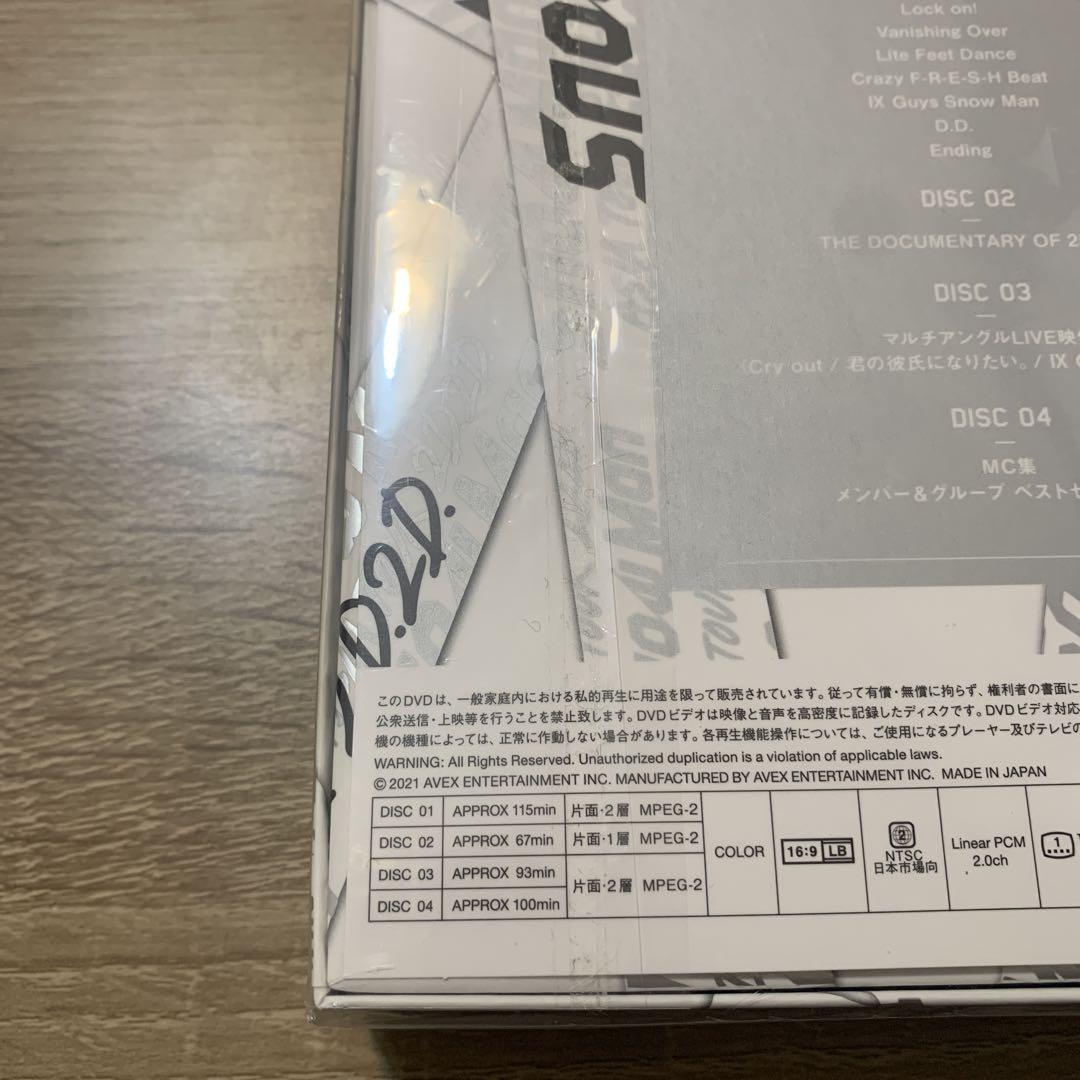 Lock on!
Vanishing Over
Lite Feet Dance
Crazy F-R-E-S-H Beat
IX Guys Snow Man
D.D.
Ending
DISC 02
THE DOCUMENTARY OF
DISC 03
マルチアングルLIVE映
(Cry out / 君の彼氏になりたい。/ IX
DISC 04
MC集
メンバー&グループ ベスト
D.2D.
TOUR
このDVDは、一般家庭内における私的再生に用途を限って販売されています。従って有償・無償に拘らず、権利者の書面に
公衆送信・上映等を行うことを禁止致します。DVDビデオは映像と音声を高密度に記録したディスクです。DVDビデオ対応
機の機種によっては、正常に作動しない場合があります。各再生機能操作については、ご使用になるプレーヤー及びテレビの
WARNING: All Rights Reserved. Unauthorized duplication is a violation of applicable laws.
© 2021 AVEX ENTERTAINMENT INC. MANUFACTURED BY AVEX ENTERTAINMENT INC. MADE IN JAPAN
DISC 01 APPROX 115min 片面・2層 MPEG-2
DISC 02 APPROX 67min 片面・1層 MPEG-2
DISC 03 APPROX 93min 片面・2層 MPEG-2
DISC 04 APPROX 100min
COLOR
16:9 LB
2
NTSC
日本市場向
Linear PCM
2.0ch
1